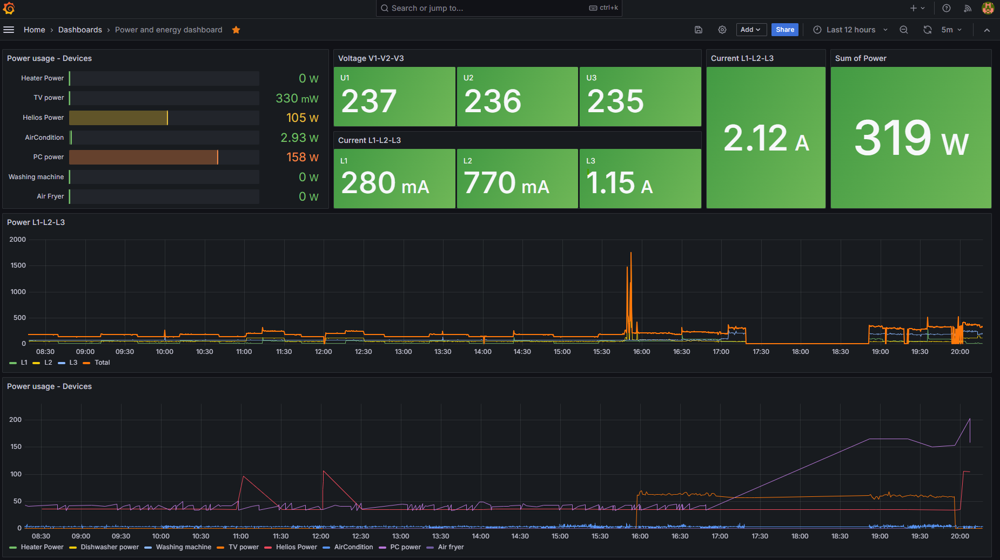 Search or jump to... ctrl+k
Home › Dashboards › Power and energy dashboard Add Share Last 12 hours 5m
Power usage - Devices
Heater Power 0 W
TV power 330 mW
Helios Power 105 W
AirCondition 2.93 W
PC power 158 W
Washing machine 0 W
Air Fryer 0 W
Voltage V1-V2-V3
U1 U2 U3
237 236 235
Current L1-L2-L3
L1 L2 L3
280 mA 770 mA 1.15 A
Current L1-L2-L3
2.12 A
Sum of Power
319 W
Power L1-L2-L3
2000
1500
1000
500
0
08:30 09:00 09:30 10:00 10:30 11:00 11:30 12:00 12:30 13:00 13:30 14:00 14:30 15:00 15:30 16:00 16:30 17:00 17:30 18:00 18:30 19:00 19:30 20:00
L1 L2 L3 Total
Power usage - Devices
200
150
100
50
0
08:30 09:00 09:30 10:00 10:30 11:00 11:30 12:00 12:30 13:00 13:30 14:00 14:30 15:00 15:30 16:00 16:30 17:00 17:30 18:00 18:30 19:00 19:30 20:00
Heater Power Dishwasher power Washing machine TV power Helios Power AirCondition PC power Air fryer